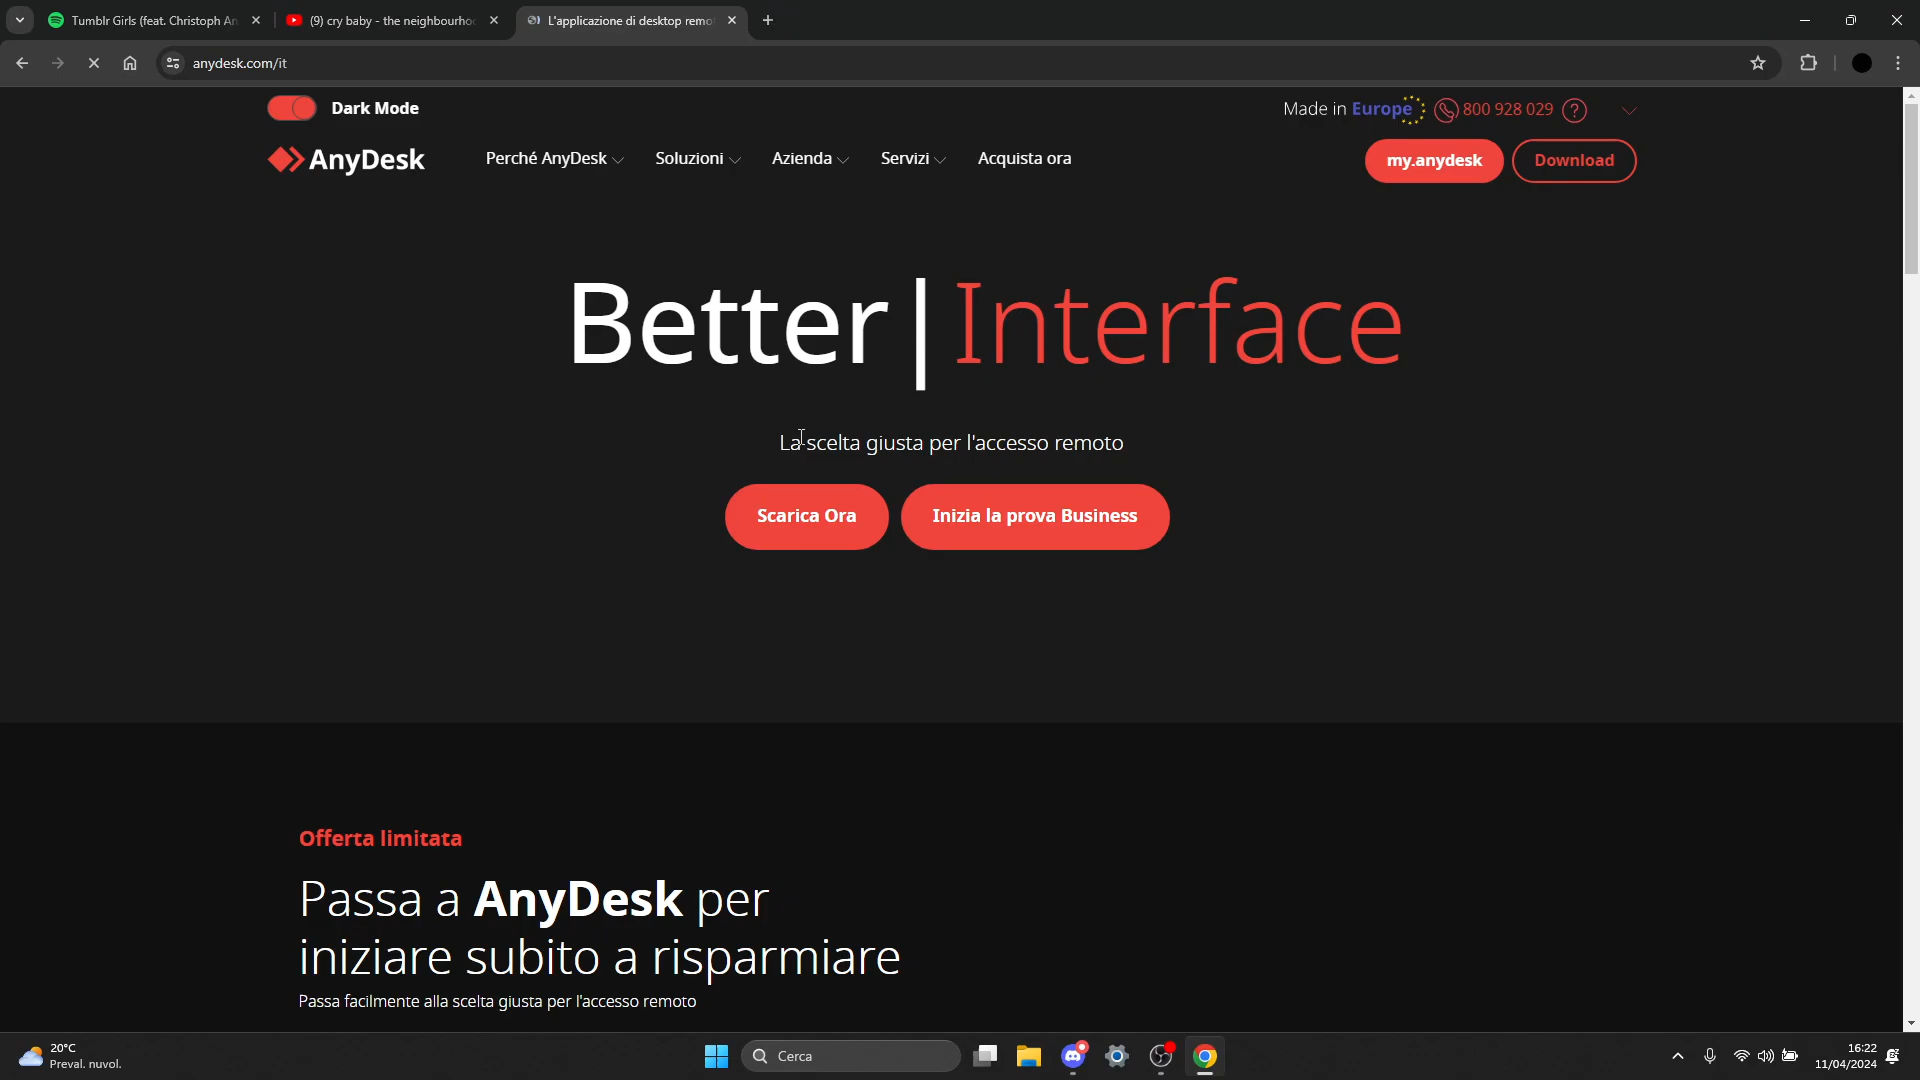 Tumblr Girls (feat. Christoph An
(9) cry baby - the neighbourhoo
L'applicazione di desktop remo
anydesk.com/it
Dark Mode
Made in Europe
800 928 029
AnyDesk
Perché AnyDesk
Soluzioni
Azienda
Servizi
Acquista ora
my.anydesk
Download
Better|Interface
La scelta giusta per l'accesso remoto
Scarica Ora
Inizia la prova Business
Offerta limitata
Passa a AnyDesk per
iniziare subito a risparmiare
Passa facilmente alla scelta giusta per l'accesso remoto
20°C
Preval. nuvol.
Cerca
16:22
11/04/2024